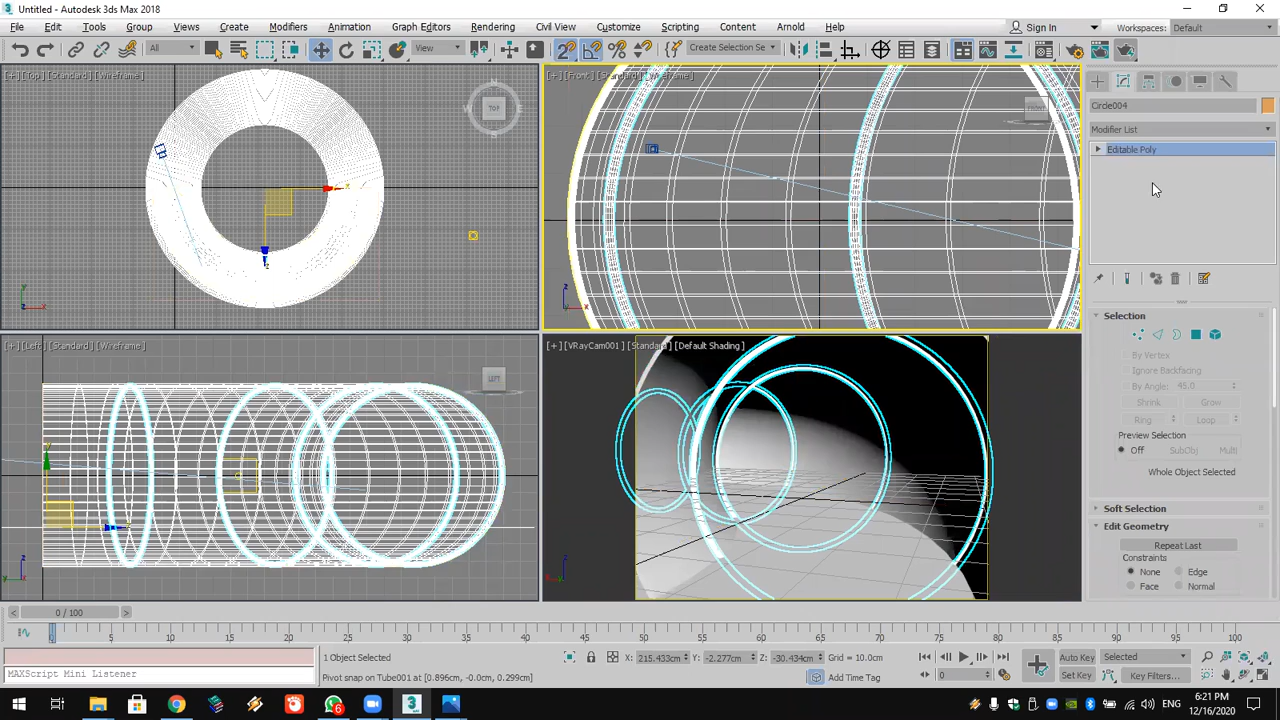 Untitled - Autodesk 3ds Max 2018
File Edit Tools Group Views Create Modifiers Animation Graph Editors Rendering Civil View Customize Scripting Content Arnold Help Sign In Workspaces: Default
All View Create Selection Se
[+] [Top] [Standard] [Wireframe]
TOP
[+] [Front] [Standard] [Wireframe]
FRONT
[+] [Left] [Standard] [Wireframe]
LEFT
[+] [VRayCam001] [Standard] [Default Shading]
Circle004
Modifier List
Editable Poly
Selection
By Vertex
Ignore Backfacing
By Angle: 45.0
Shrink Grow
Ring Loop
Preview Selection
Off SubObj Multi
Whole Object Selected
Soft Selection
Edit Geometry
Repeat Last
Constraints
None Edge
Face Normal
0 / 100
0 5 10 15 20 25 30 35 40 45 50 55 60 65 70 75 80 85 90 95 100
MAXScript Mini Listener
1 Object Selected
Pivot snap on Tube001 at [0.896cm, -0.0cm, 0.299cm]
X: 215.433cm Y: -2.277cm Z: -30.434cm Grid = 10.0cm
Add Time Tag
0
Auto Key Selected
Set Key Key Filters...
6:21 PM
12/16/2020